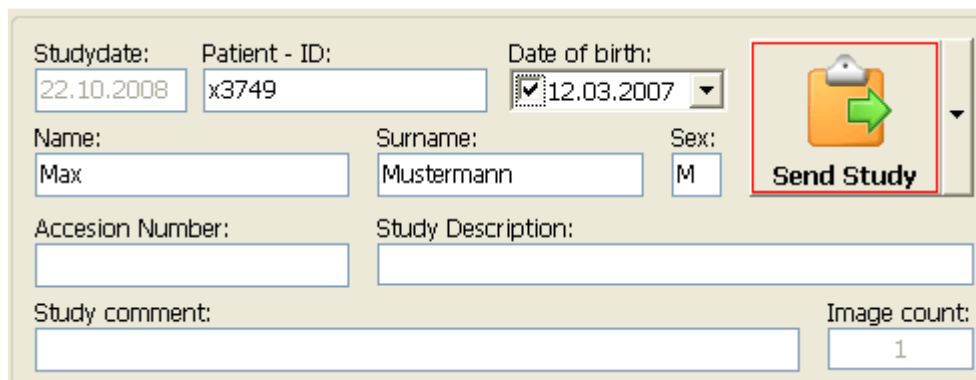 Studydate: Patient - ID: Date of birth:
22.10.2008 x3749 12.03.2007
Name: Surname: Sex:
Max Mustermann M Send Study
Accesion Number: Study Description:
Study comment: Image count:
1